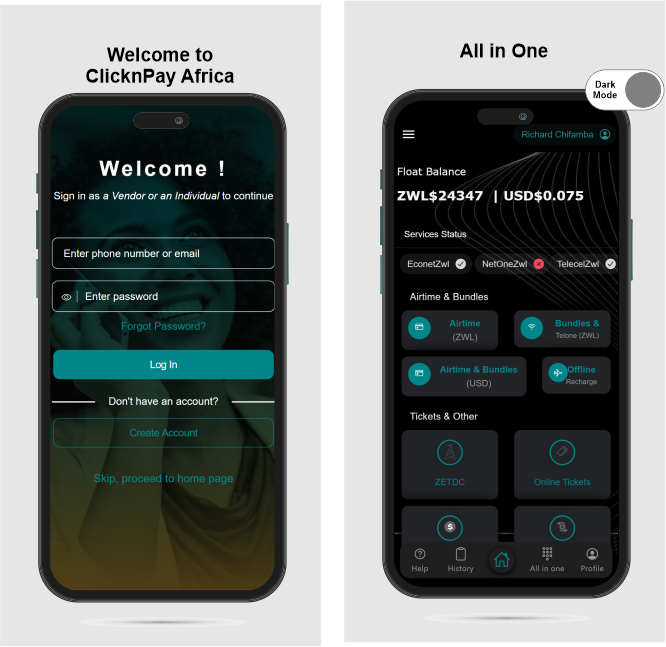 Welcome to
ClicknPay Africa
Welcome !
Sign in as a Vendor or an Individual to continue
Enter phone number or email
Enter password
Forgot Password?
Log In
Don't have an account?
Create Account
Skip, proceed to home page
All in One
Dark
Mode
Richard Chifamba
Float Balance
ZWL$24347 | USD$0.075
Services Status
EconetZwl
NetOneZwl
TelecelZwl
Airtime & Bundles
Airtime
(ZWL)
Bundles &
Telone (ZWL)
Airtime & Bundles
(USD)
Offline
Recharge
Tickets & Other
ZETDC
Online Tickets
$
Help
History
All in one
Profile